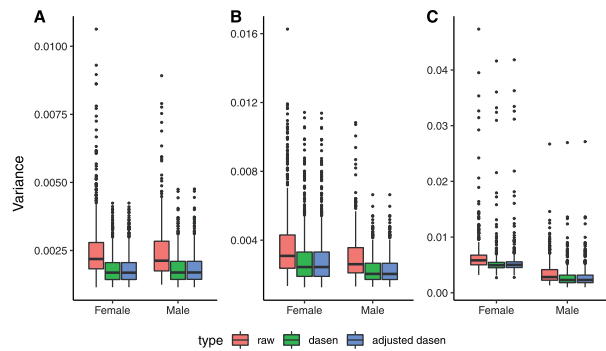 A
B
C
Variance
0.0100
0.0075
0.0050
0.0025
Female
Male
0.016
0.012
0.008
0.004
Female
Male
0.04
0.03
0.02
0.01
0.00
Female
Male
type raw dasen adjusted dasen